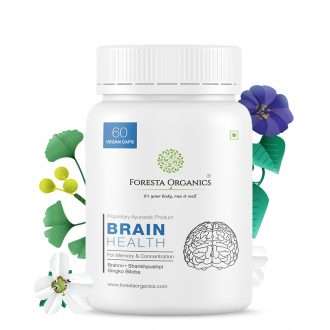 60
VEGAN CAPS
FORESTA ORGANICS
it's your body, run it well
Proprietary Ayurvedic Product
BRAIN
HEALTH
For Memory & Concentration
Brahmi • Shankhpushpi
Gingko Biloba
www.forestaorganics.com